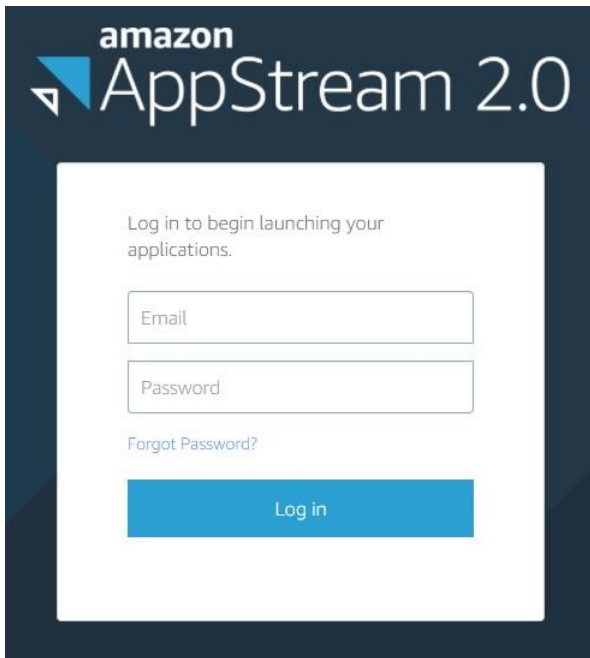 amazon
AppStream 2.0
Log in to begin launching your
applications.
Email
Password
Forgot Password?
Log in